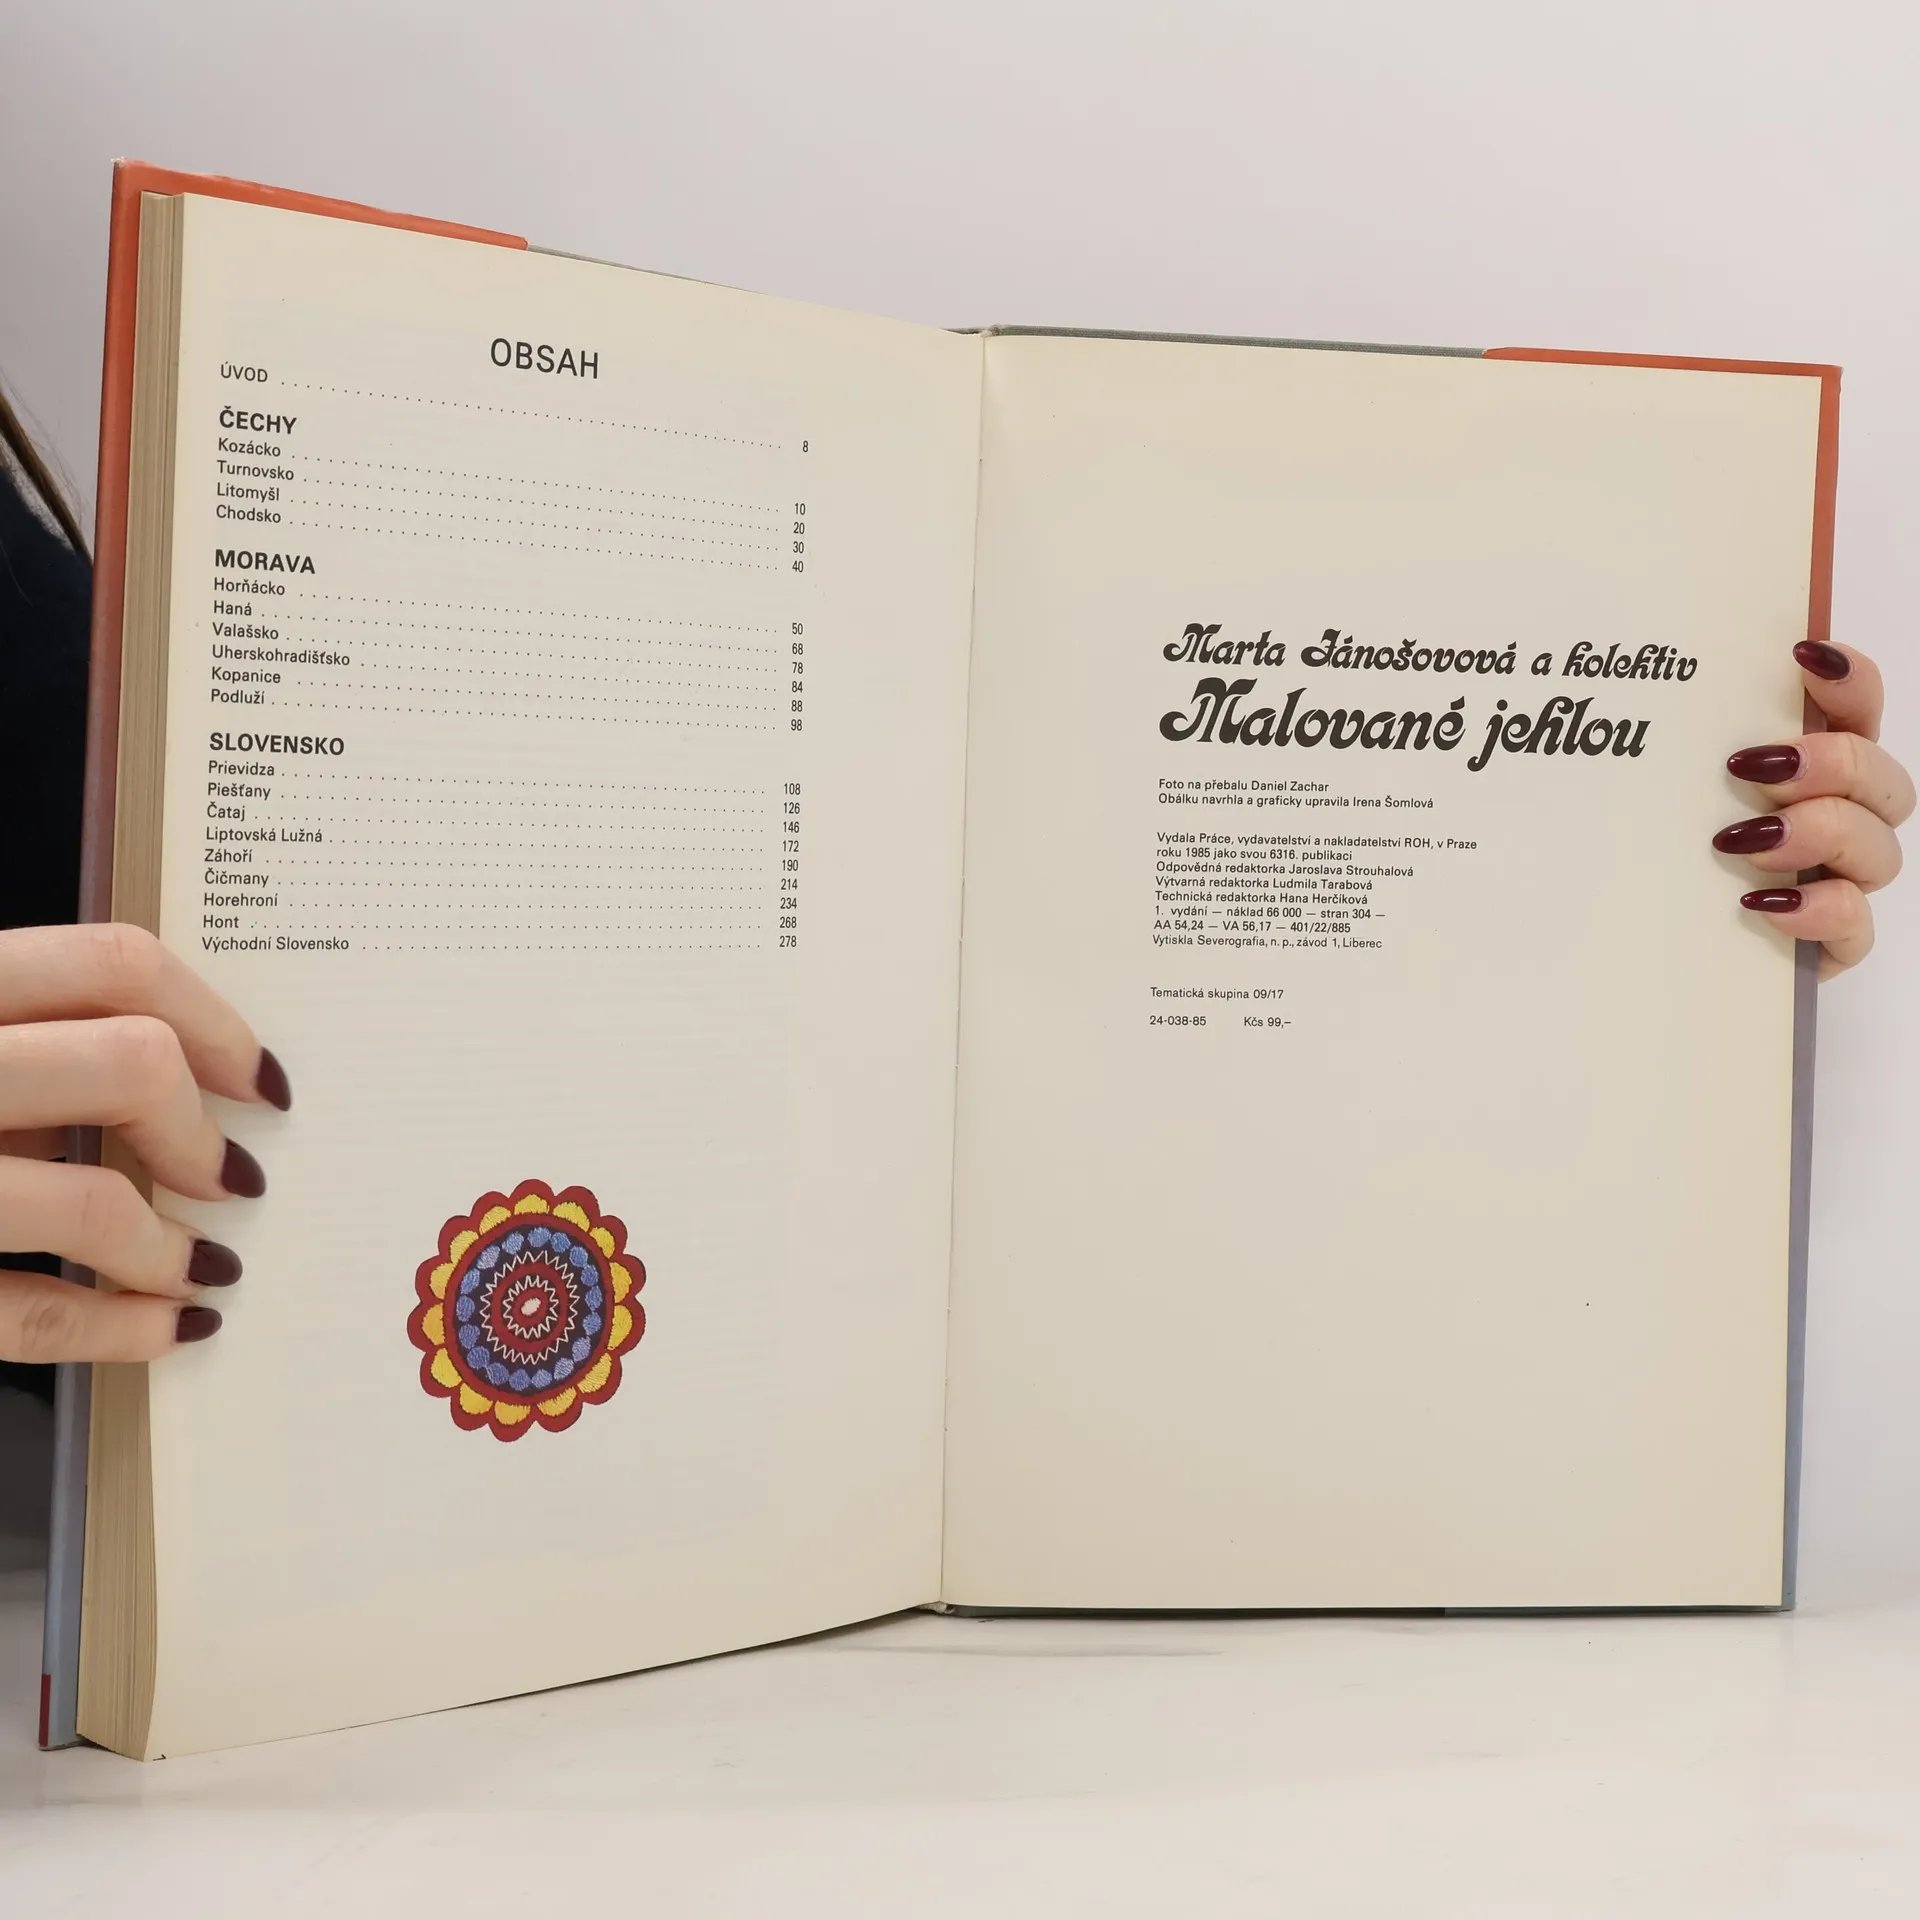 OBSAH
ÚVOD 8
ČECHY
Kozácko 10
Turnovsko 20
Litomyšl 30
Chodsko 40
MORAVA
Horňácko 50
Haná 68
Valašsko 78
Uherskohradišťsko 84
Kopanice 88
Podluží 98
SLOVENSKO
Prievidza 108
Piešťany 126
Čataj 146
Liptovská Lužná 172
Záhoří 190
Čičmany 214
Horehroní 234
Hont 268
Východní Slovensko 278
Marta Jánošovová a kolektiv
Malované jehlou
Foto na přebalu Daniel Zachar
Obálku navrhla a graficky upravila Irena Šomlová
Vydala Práce, vydavatelství a nakladatelství ROH, v Praze
roku 1985 jako svou 6316. publikaci
Odpovědná redaktorka Jaroslava Strouhalová
Výtvarná redaktorka Ludmila Tarabová
Technická redaktorka Hana Herčíková
1. vydání — náklad 66 000 — stran 304 —
AA 54,24 — VA 56,17 — 401/22/885
Vytiskla Severografia, n. p., závod 1, Liberec
Tematická skupina 09/17
24-038-85 Kčs 99,–